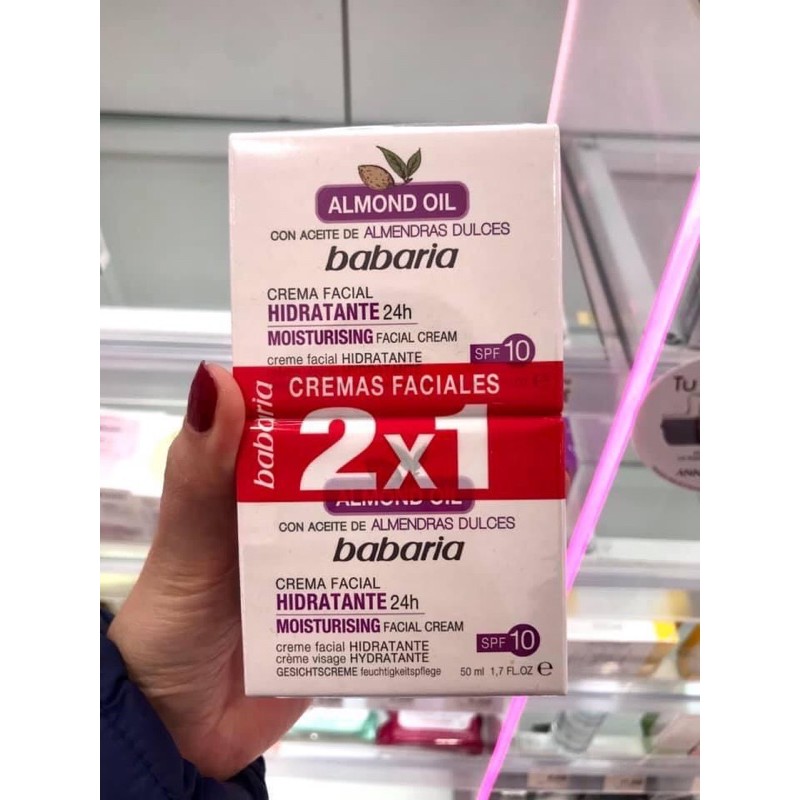 ALMOND OIL
CON ACEITE DE ALMENDRAS DULCES
babaria
CREMA FACIAL
HIDRATANTE 24h
MOISTURISING FACIAL CREAM
creme facial HIDRATANTE
SPF 10
babaria
CREMAS FACIALES
2x1
ALMOND OIL
CON ACEITE DE ALMENDRAS DULCES
babaria
CREMA FACIAL
HIDRATANTE 24h
MOISTURISING FACIAL CREAM
creme facial HIDRATANTE
SPF 10
crème visage HYDRATANTE
GESICHTSCREME feuchtigkeitspflege
50 ml 1,7 FL.OZ e
Tu